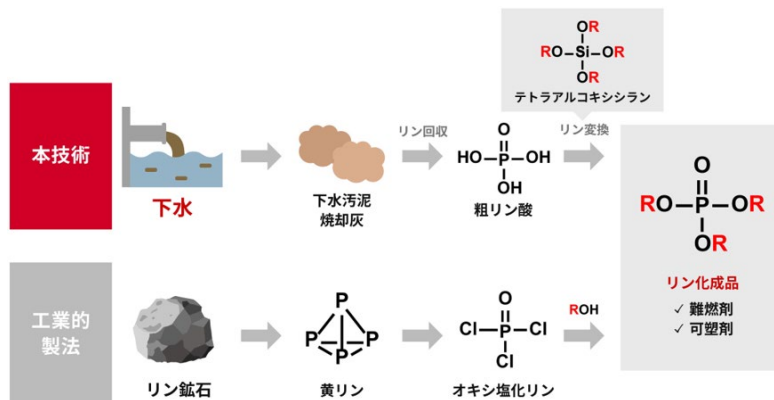 OR
RO–Si–OR
OR
テトラアルコキシシラン
本技術
下水
下水汚泥
焼却灰
リン回収
O
HO–P–OH
OH
粗リン酸
リン変換
O
RO–P–OR
OR
リン化成品
✓ 難燃剤
✓ 可塑剤
工業的
製法
リン鉱石
P
P P P
黄リン
O
Cl–P–Cl
Cl
オキシ塩化リン
ROH